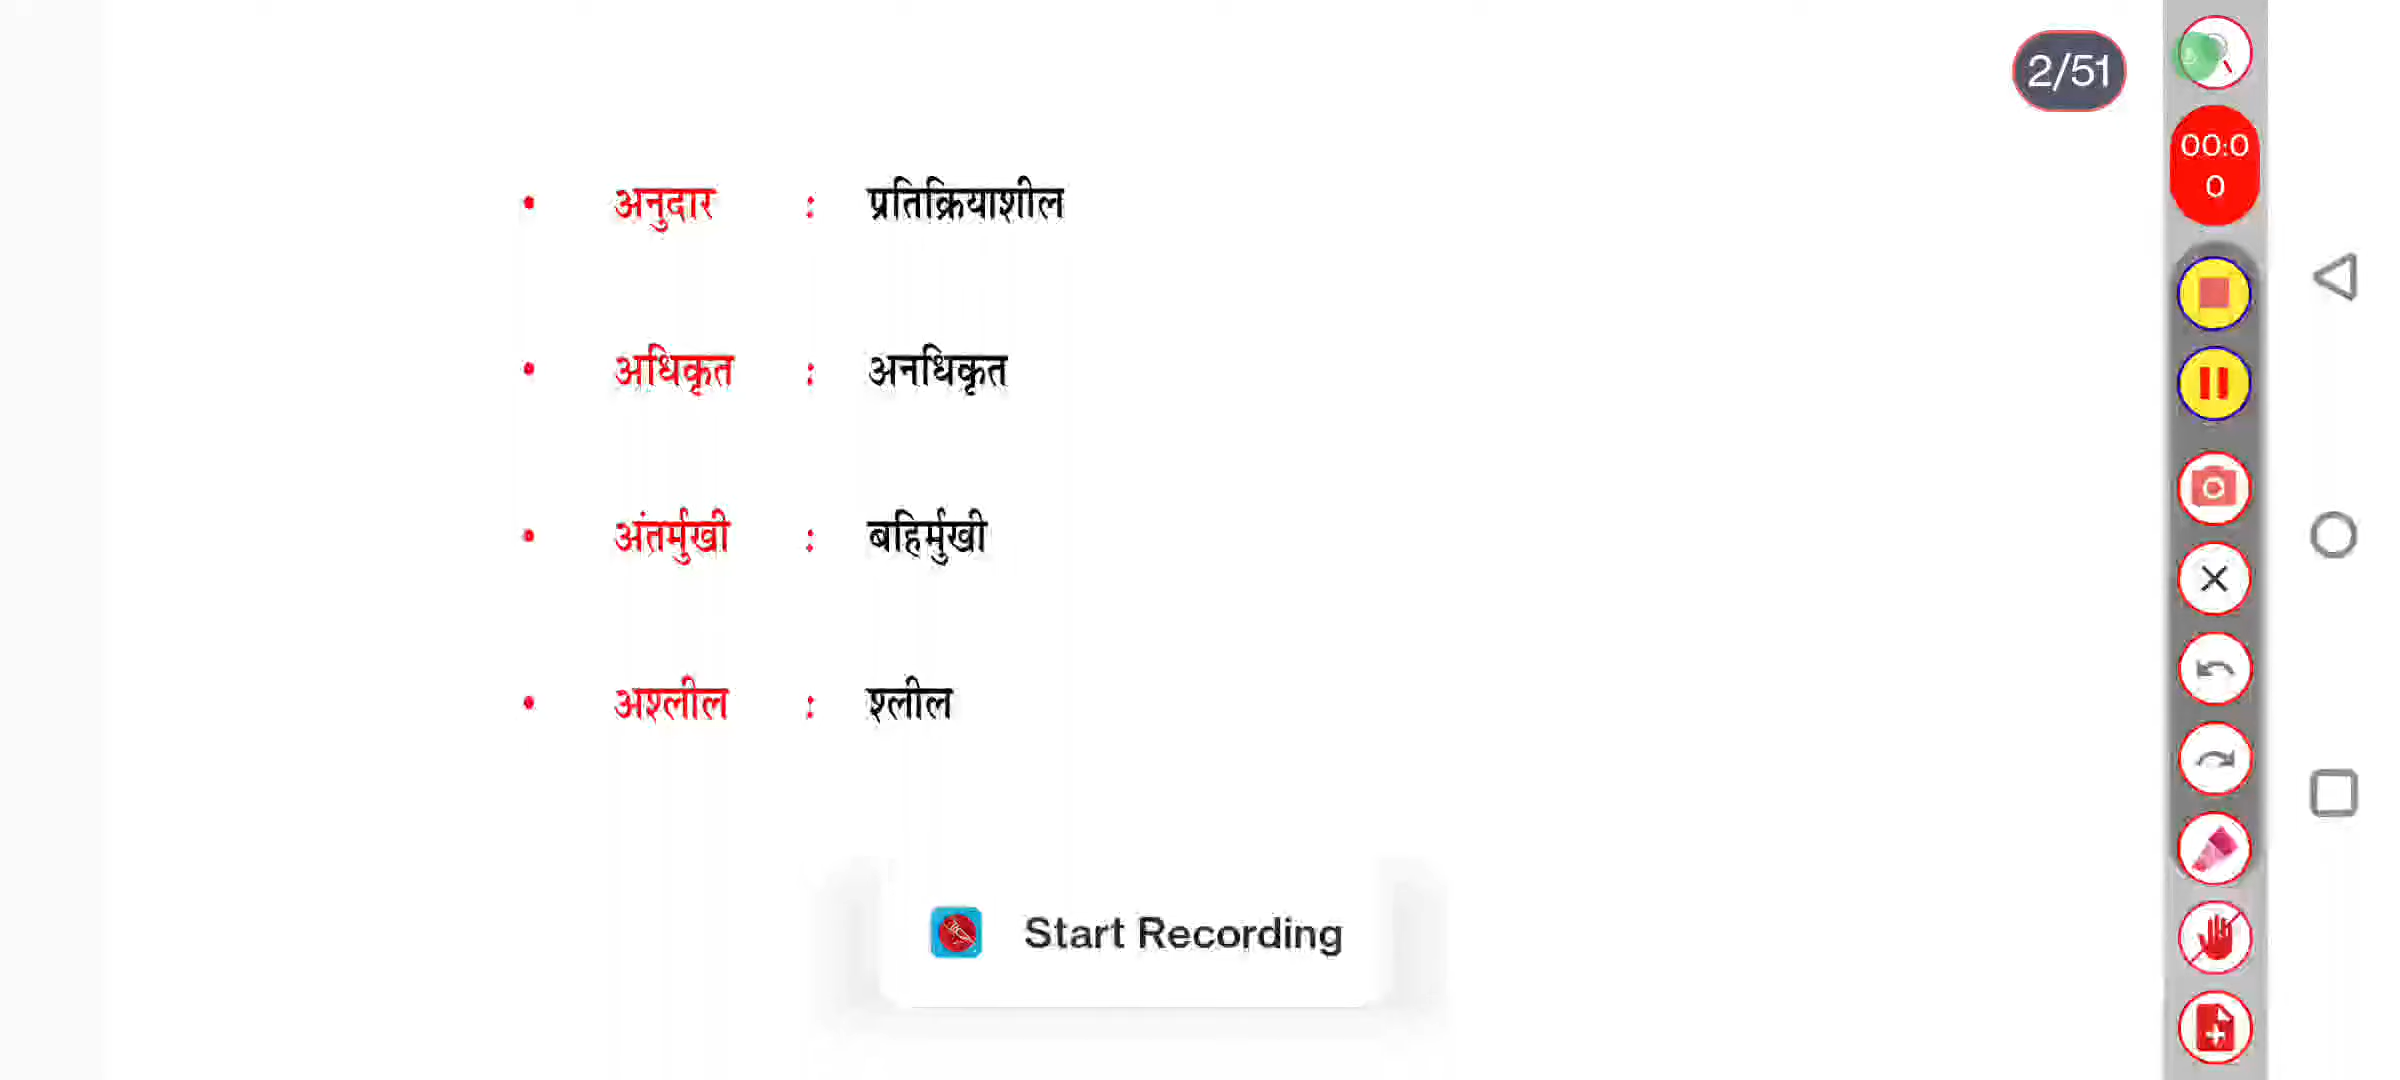 2/51
00:0
0
• अनुदार : प्रतिक्रियाशील
• अधिकृत : अनधिकृत
• अंतर्मुखी : बहिर्मुखी
• अश्लील : श्लील
Start Recording